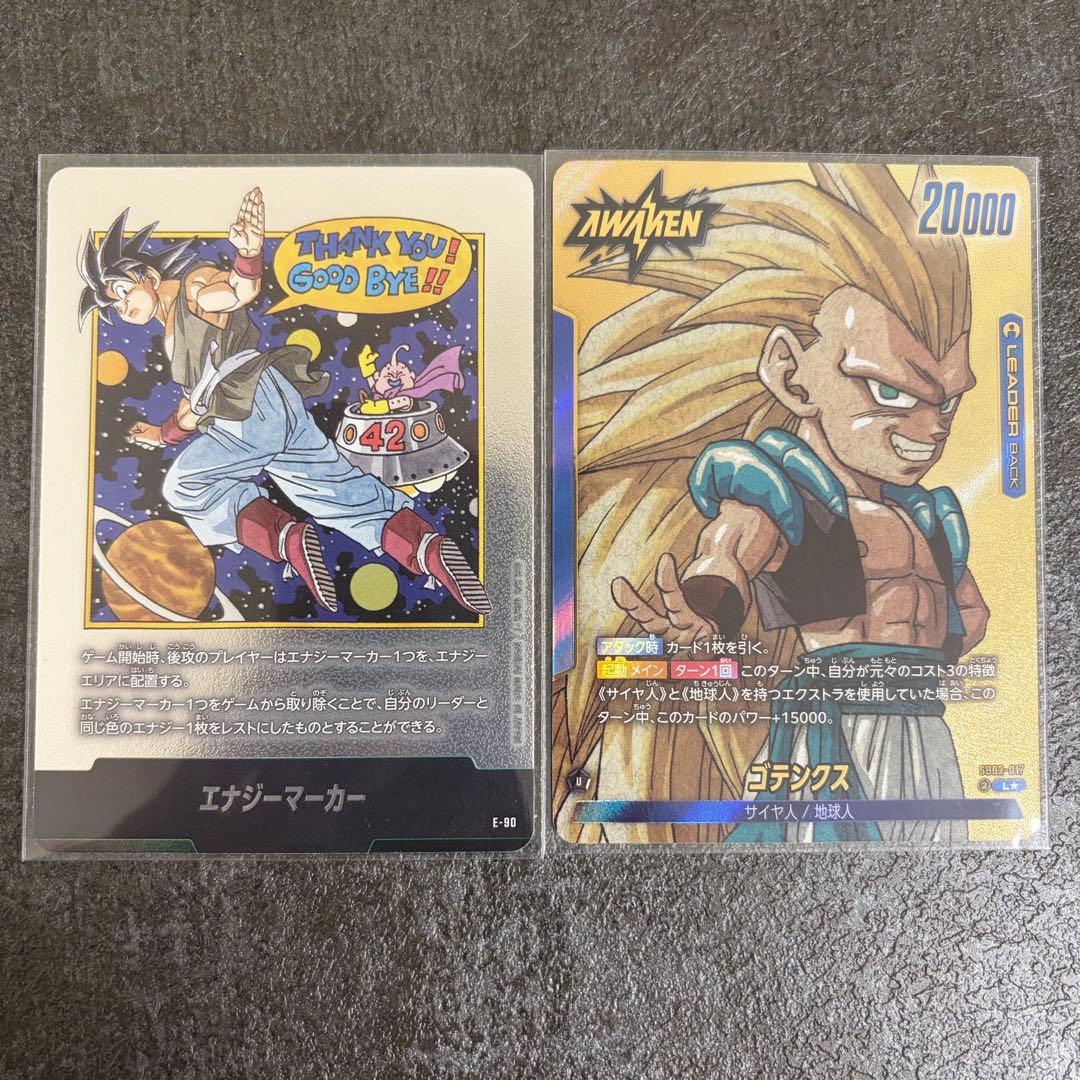 THANK YOU!
GOOD BYE!!
42
ゲーム開始時、後攻のプレイヤーはエナジーマーカー1つを、エナジー
エリアに配置する。
エナジーマーカー1つをゲームから取り除くことで、自分のリーダーと
同じ色のエナジー1枚をレストにしたものとすることができる。
エナジーマーカー
E-90
AWAKEN
20000
LEADER BACK
アタック時 カード1枚を引く。
起動メイン ターン1回 このターン中、自分が元々のコスト3の特徴
《サイヤ人》と《地球人》を持つエクストラを使用していた場合、この
ターン中、このカードのパワー+15000。
ゴテンクス
サイヤ人 / 地球人
SB02-017
L★